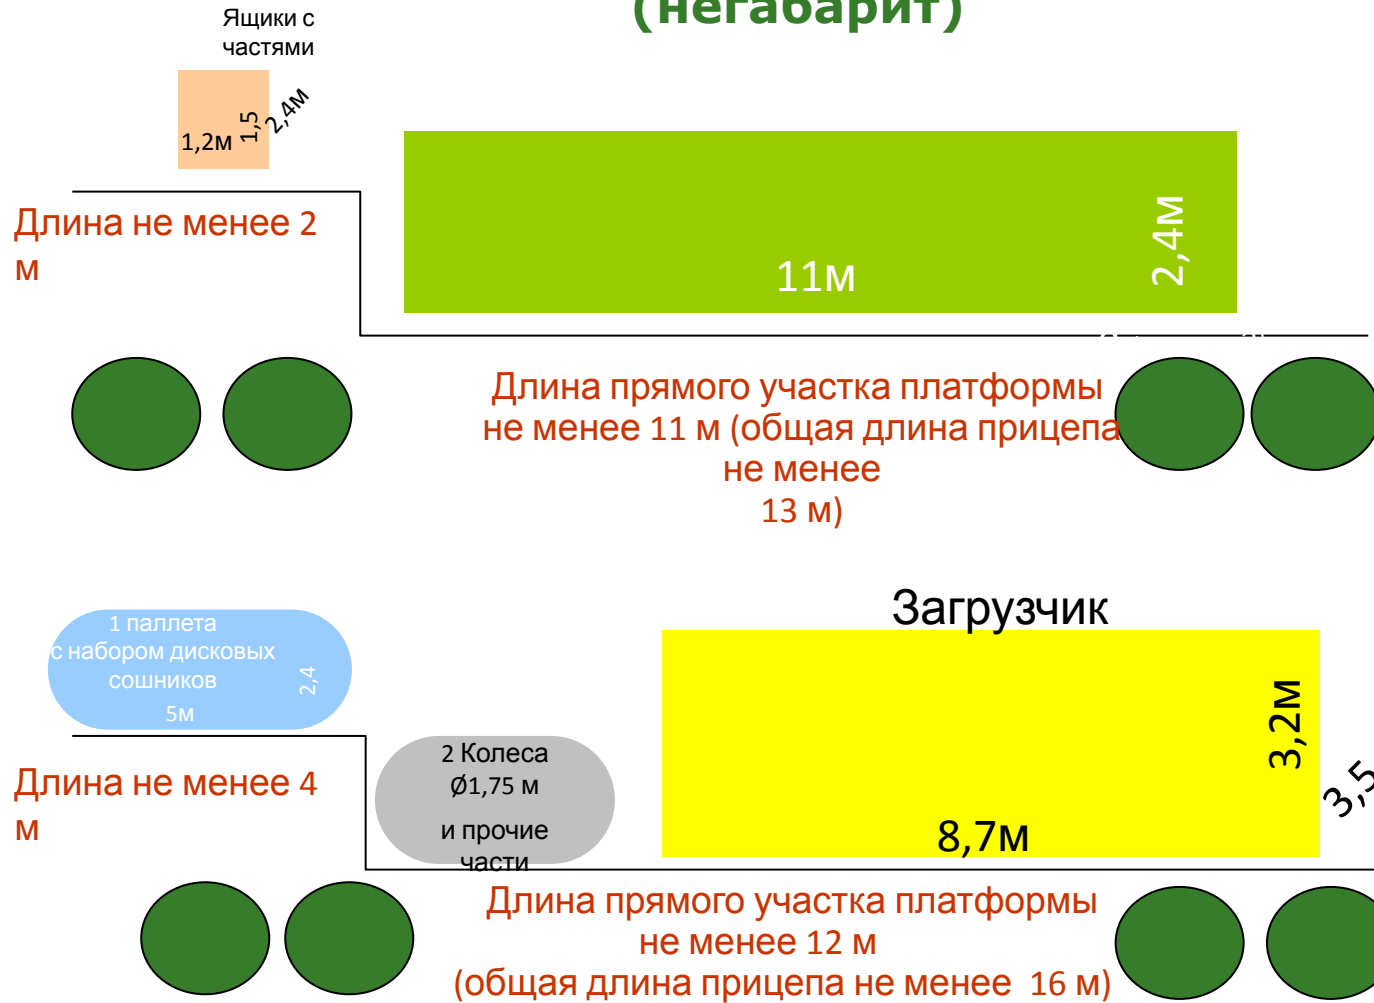 (негабарит)
Ящики с
частями
1,2м
1,5
2,4м
Длина не менее 2
м
11м
2,4м
Длина прямого участка платформы
не менее 11 м (общая длина прицепа
не менее
13 м)
Загрузчик
1 паллета
с набором дисковых
сошников
5м
2,4
2 Колеса
Ø1,75 м
и прочие
части
3,2м
3,5
8,7м
Длина не менее 4
м
Длина прямого участка платформы
не менее 12 м
(общая длина прицепа не менее 16 м)